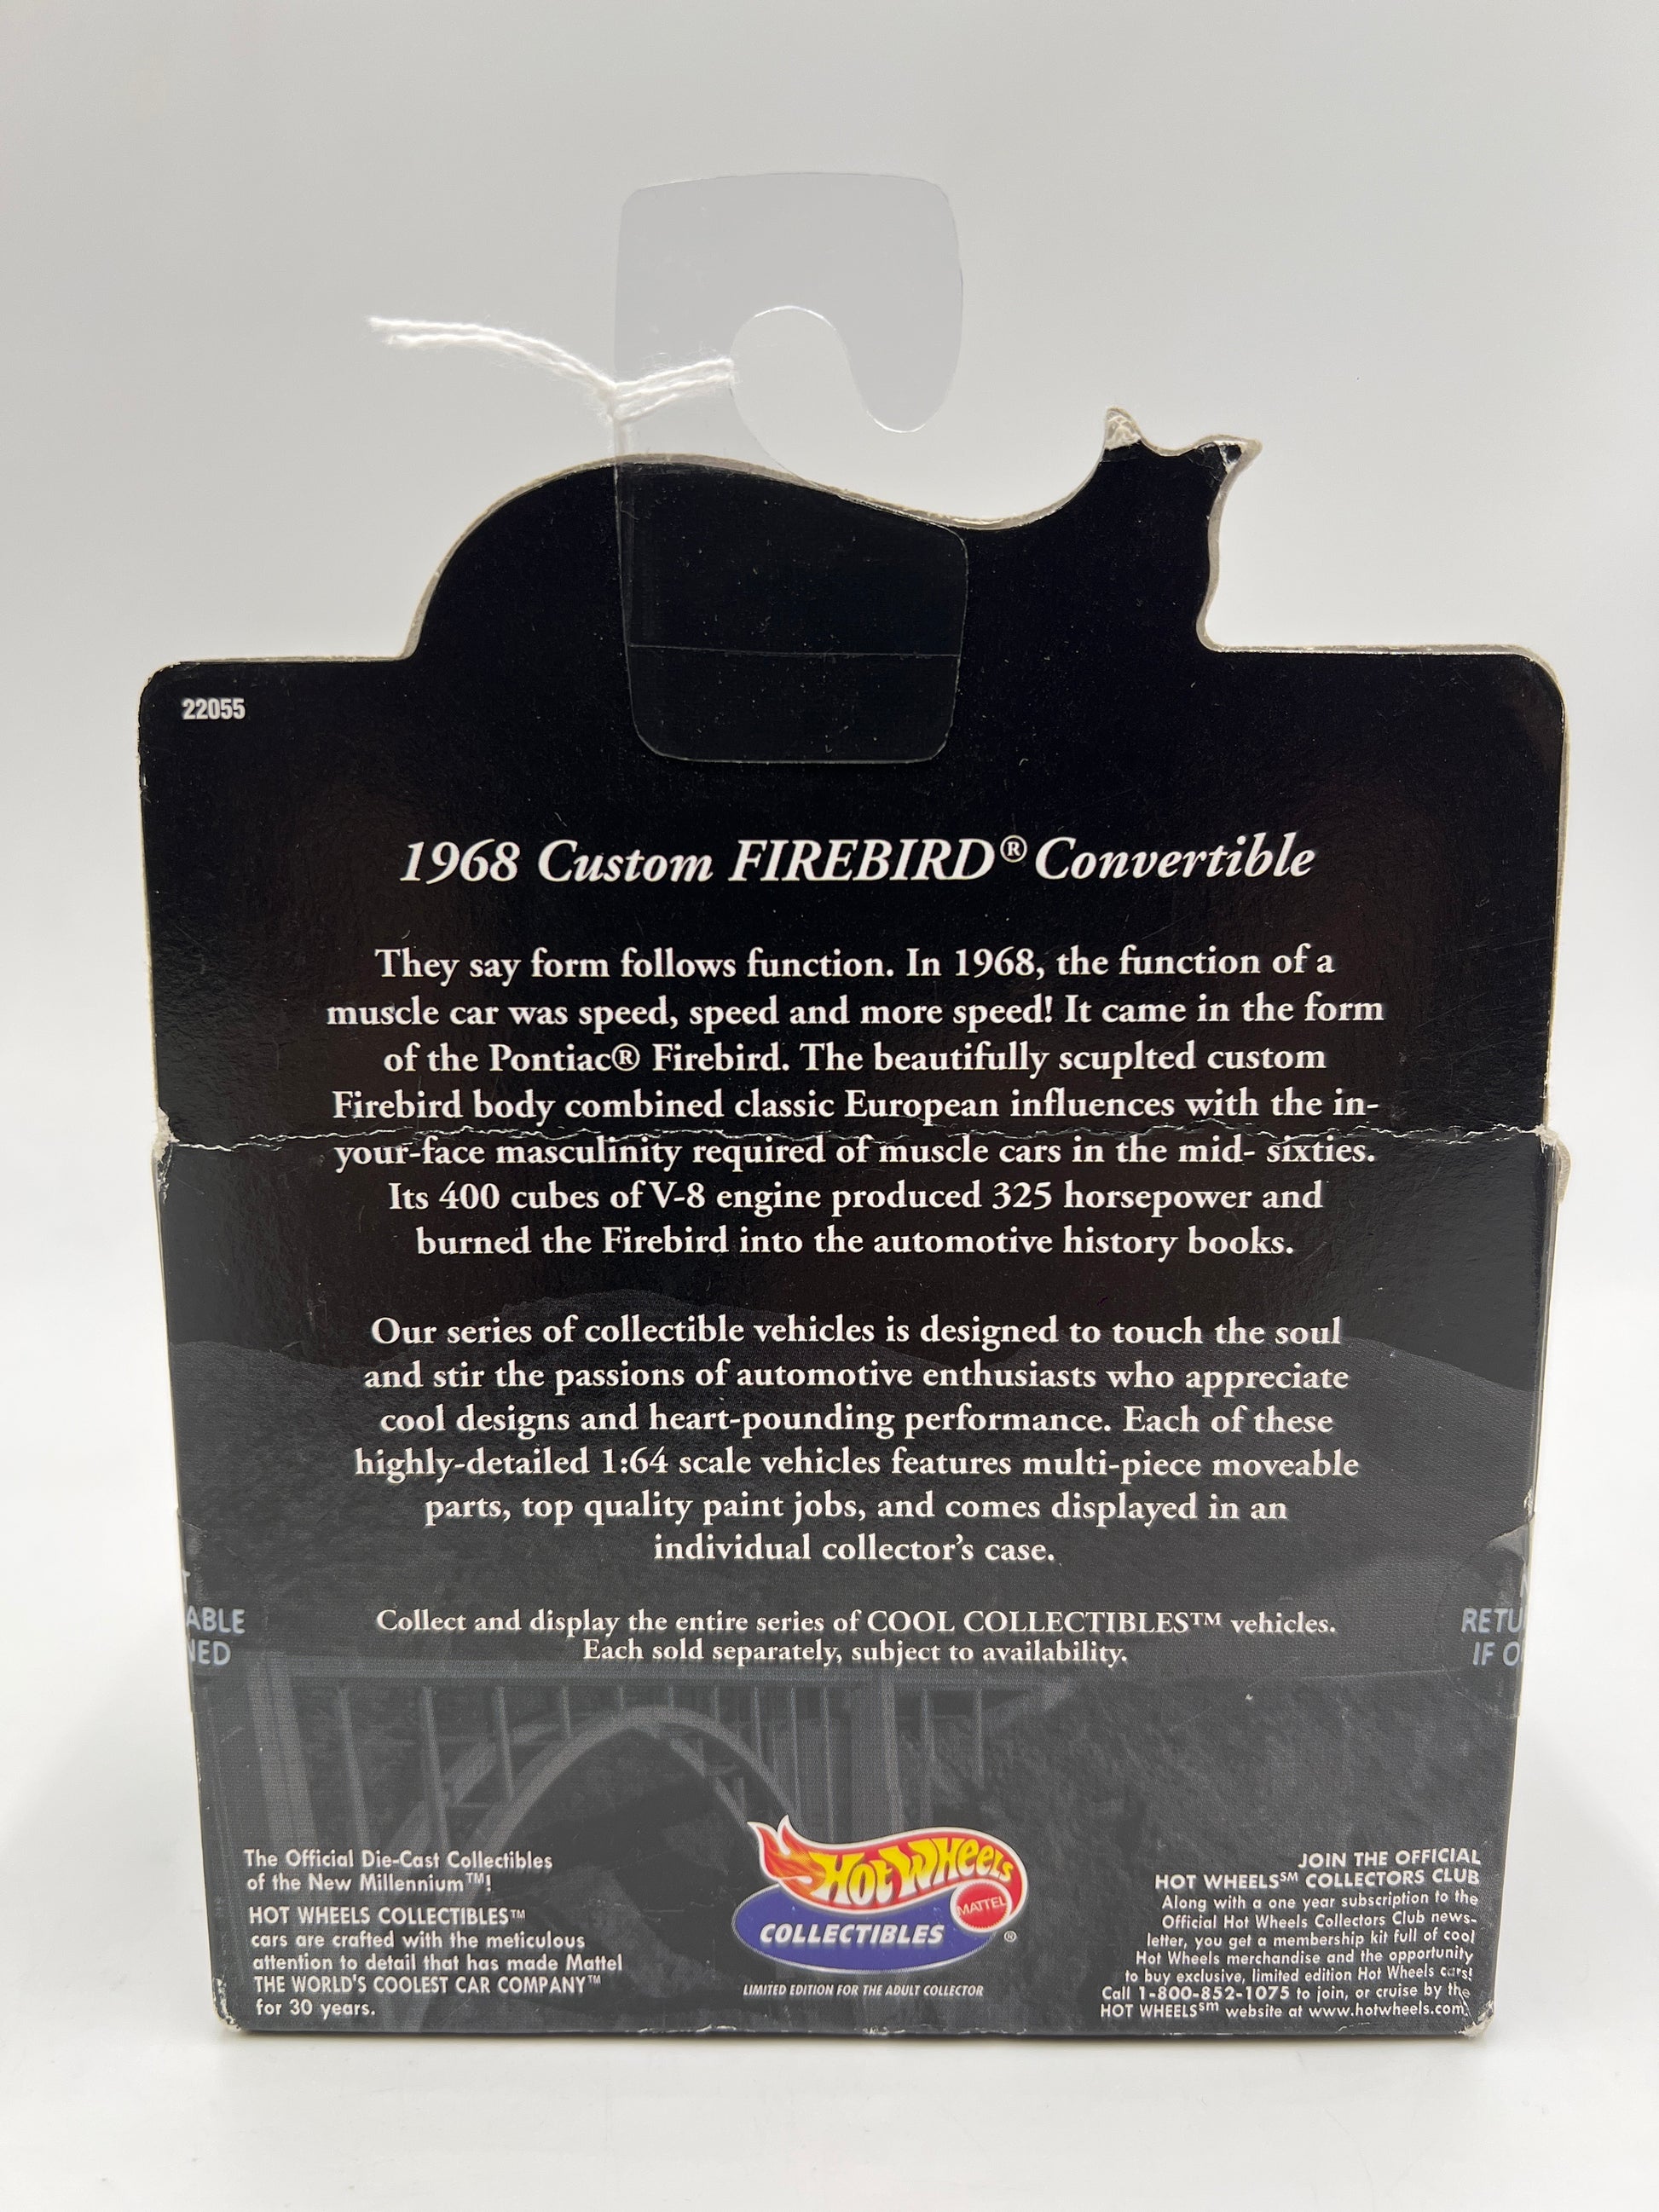 22055
1968 Custom FIREBIRD® Convertible
They say form follows function. In 1968, the function of a
muscle car was speed, speed and more speed! It came in the form
of the Pontiac® Firebird. The beautifully scuplted custom
Firebird body combined classic European influences with the in-
your-face masculinity required of muscle cars in the mid- sixties.
Its 400 cubes of V-8 engine produced 325 horsepower and
burned the Firebird into the automotive history books.
Our series of collectible vehicles is designed to touch the soul
and stir the passions of automotive enthusiasts who appreciate
cool designs and heart-pounding performance. Each of these
highly-detailed 1:64 scale vehicles features multi-piece moveable
parts, top quality paint jobs, and comes displayed in an
individual collector's case.
ABLE
NED
Collect and display the entire series of COOL COLLECTIBLES™ vehicles.
Each sold separately, subject to availability.
RETU
IF O
The Official Die-Cast Collectibles
of the New Millennium™!
HOT WHEELS COLLECTIBLES™
cars are crafted with the meticulous
attention to detail that has made Mattel
THE WORLD'S COOLEST CAR COMPANY™
for 30 years.
Hot Wheels
MATTEL
COLLECTIBLES ®
LIMITED EDITION FOR THE ADULT COLLECTOR
JOIN THE OFFICIAL
HOT WHEELS℠ COLLECTORS CLUB
Along with a one year subscription to the
Official Hot Wheels Collectors Club news-
letter, you get a membership kit full of cool
Hot Wheels merchandise and the opportunity
to buy exclusive, limited edition Hot Wheels cars!
Call 1-800-852-1075 to join, or cruise by the
HOT WHEELS℠ website at www.hotwheels.com.